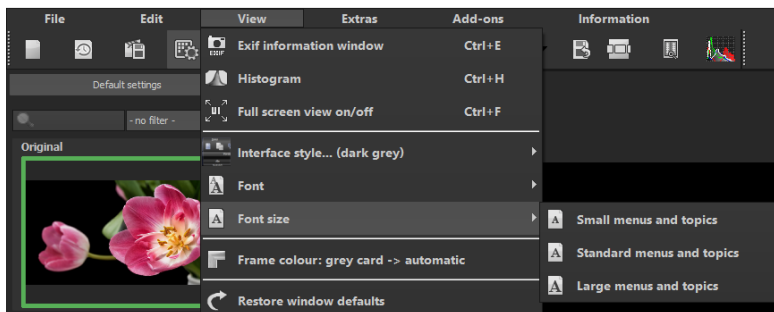 File Edit View Extras Add-ons Information
Default settings
- no filter -
Original
EXIF
Exif information window Ctrl+E
Histogram Ctrl+H
UI
Full screen view on/off Ctrl+F
Interface style... (dark grey)
A Font
A Font size
A Small menus and topics
A Standard menus and topics
A Large menus and topics
Frame colour: grey card -> automatic
Restore window defaults